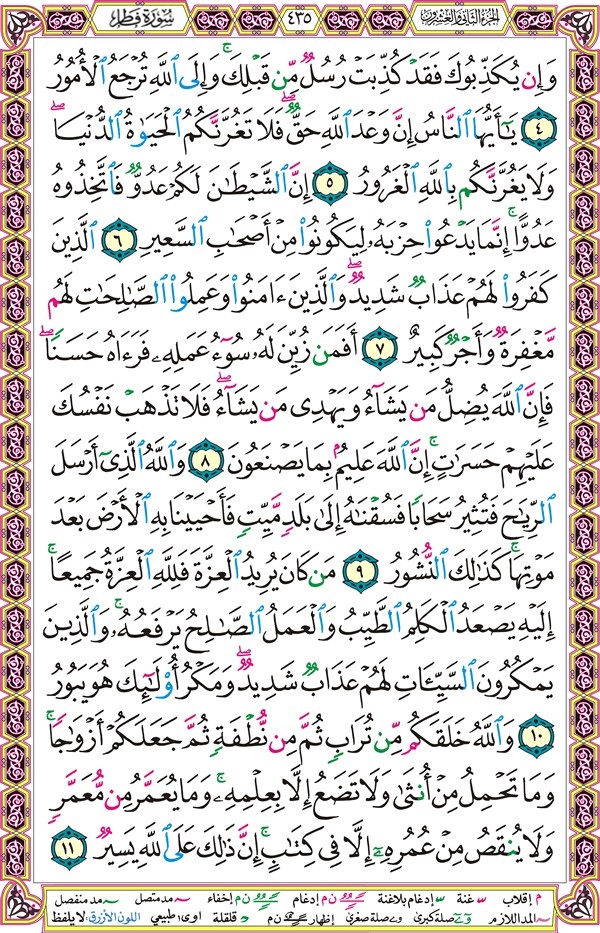 الجزء الثاني والعشرون
٤٣٥
سورة فطر
وَإِن يُكَذِّبُوكَ فَقَدْ كُذِّبَتْ رُسُلٌ مِّن قَبْلِكَ ۚ وَإِلَى ٱللَّهِ تُرْجَعُ ٱلْأُمُورُ
٤ يَٰٓأَيُّهَا ٱلنَّاسُ إِنَّ وَعْدَ ٱللَّهِ حَقٌّ ۖ فَلَا تَغُرَّنَّكُمُ ٱلْحَيَوٰةُ ٱلدُّنْيَا ۖ
وَلَا يَغُرَّنَّكُم بِٱللَّهِ ٱلْغَرُورُ ٥ إِنَّ ٱلشَّيْطَٰنَ لَكُمْ عَدُوٌّ فَٱتَّخِذُوهُ
عَدُوًّا ۚ إِنَّمَا يَدْعُوا۟ حِزْبَهُۥ لِيَكُونُوا۟ مِنْ أَصْحَٰبِ ٱلسَّعِيرِ ٦ ٱلَّذِينَ
كَفَرُوا۟ لَهُمْ عَذَابٌ شَدِيدٌ ۖ وَٱلَّذِينَ ءَامَنُوا۟ وَعَمِلُوا۟ ٱلصَّٰلِحَٰتِ لَهُم
مَّغْفِرَةٌ وَأَجْرٌ كَبِيرٌ ٧ أَفَمَن زُيِّنَ لَهُۥ سُوٓءُ عَمَلِهِۦ فَرَءَاهُ حَسَنًا ۖ
فَإِنَّ ٱللَّهَ يُضِلُّ مَن يَشَآءُ وَيَهْدِى مَن يَشَآءُ ۖ فَلَا تَذْهَبْ نَفْسُكَ
عَلَيْهِمْ حَسَرَٰتٍ ۚ إِنَّ ٱللَّهَ عَلِيمٌۢ بِمَا يَصْنَعُونَ ٨ وَٱللَّهُ ٱلَّذِىٓ أَرْسَلَ
ٱلرِّيَٰحَ فَتُثِيرُ سَحَابًا فَسُقْنَٰهُ إِلَىٰ بَلَدٍ مَّيِّتٍ فَأَحْيَيْنَا بِهِ ٱلْأَرْضَ بَعْدَ
مَوْتِهَا ۚ كَذَٰلِكَ ٱلنُّشُورُ ٩ مَن كَانَ يُرِيدُ ٱلْعِزَّةَ فَلِلَّهِ ٱلْعِزَّةُ جَمِيعًا ۚ
إِلَيْهِ يَصْعَدُ ٱلْكَلِمُ ٱلطَّيِّبُ وَٱلْعَمَلُ ٱلصَّٰلِحُ يَرْفَعُهُۥ ۚ وَٱلَّذِينَ
يَمْكُرُونَ ٱلسَّيِّـَٔاتِ لَهُمْ عَذَابٌ شَدِيدٌ ۖ وَمَكْرُ أُو۟لَٰٓئِكَ هُوَ يَبُورُ
١٠ وَٱللَّهُ خَلَقَكُم مِّن تُرَابٍ ثُمَّ مِن نُّطْفَةٍ ثُمَّ جَعَلَكُمْ أَزْوَٰجًا ۚ
وَمَا تَحْمِلُ مِنْ أُنثَىٰ وَلَا تَضَعُ إِلَّا بِعِلْمِهِۦ ۚ وَمَا يُعَمَّرُ مِن مُّعَمَّرٍ
وَلَا يُنقَصُ مِنْ عُمُرِهِۦٓ إِلَّا فِى كِتَٰبٍ ۚ إِنَّ ذَٰلِكَ عَلَى ٱللَّهِ يَسِيرٌ ١١
م إقلاب غنة إدغام بلاغنة ن م إدغام ن م إخفاء مد متصل مد منفصل
المد اللازم صلة كبرى صلة صغرى إظهار ن م قلقلة اوى طبيعي اللون الأزرق: لايلفظ